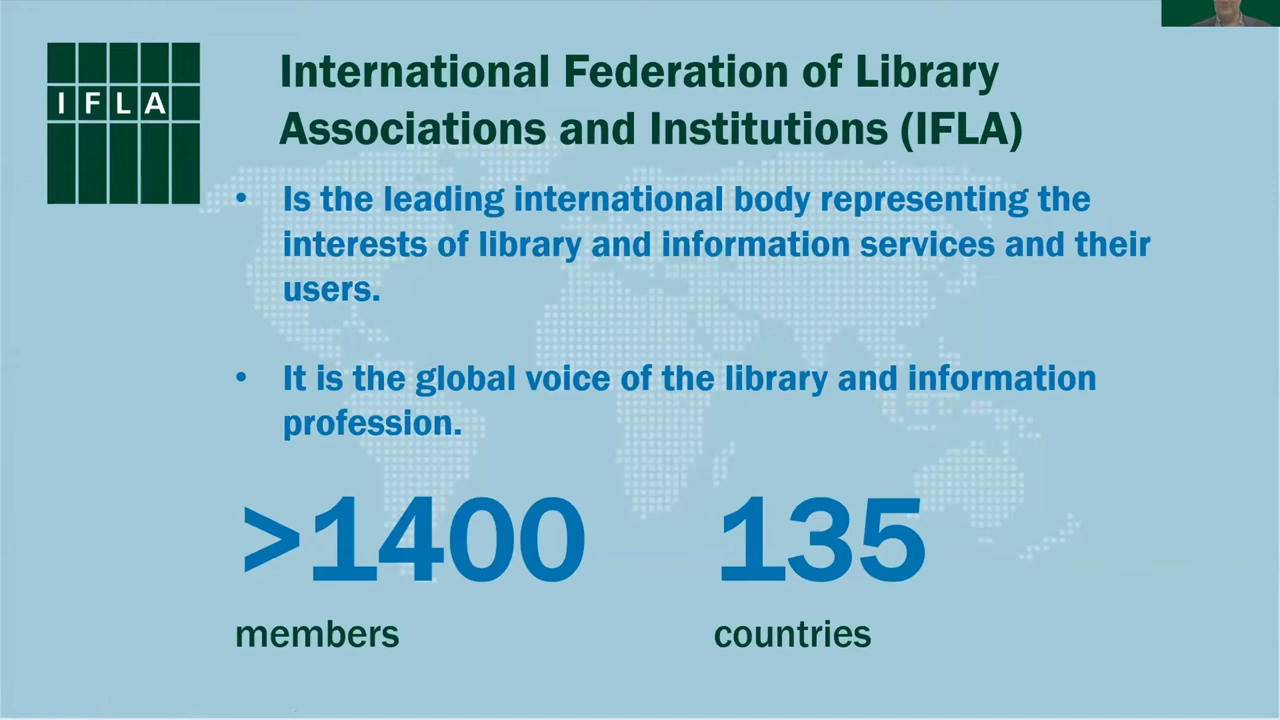 IFLA
International Federation of Library
Associations and Institutions (IFLA)
• Is the leading international body representing the
interests of library and information services and their
users.
• It is the global voice of the library and information
profession.
>1400
members
135
countries